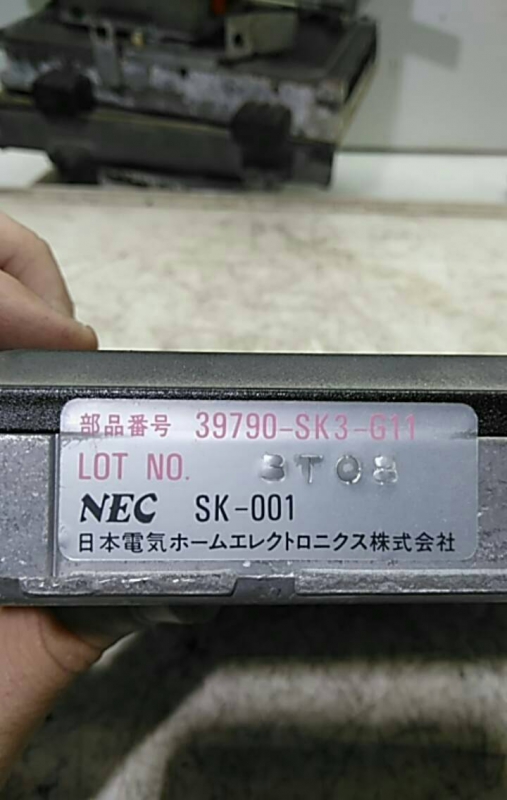 部品番号 39790-SK3-G11
LOT NO. 3T08
NEC SK-001
日本電気ホームエレクトロニクス株式会社